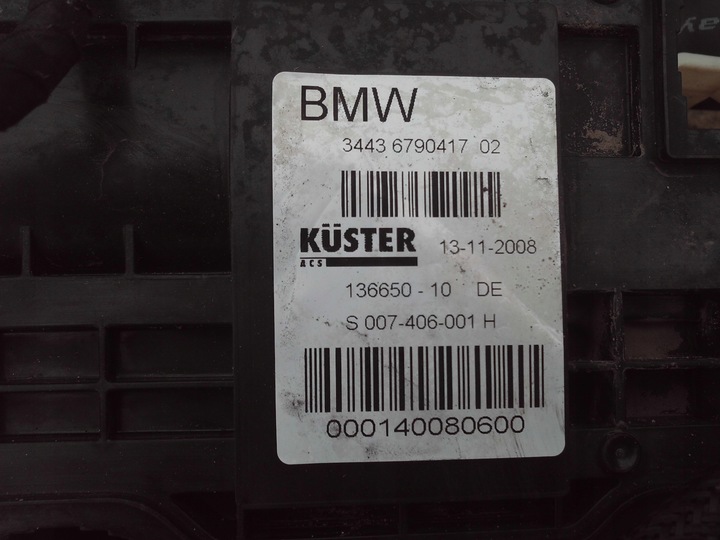 BMW
3443 6790417 02
KÜSTER
ACS
13-11-2008
136650 - 10 DE
S 007-406-001 H
000140080600